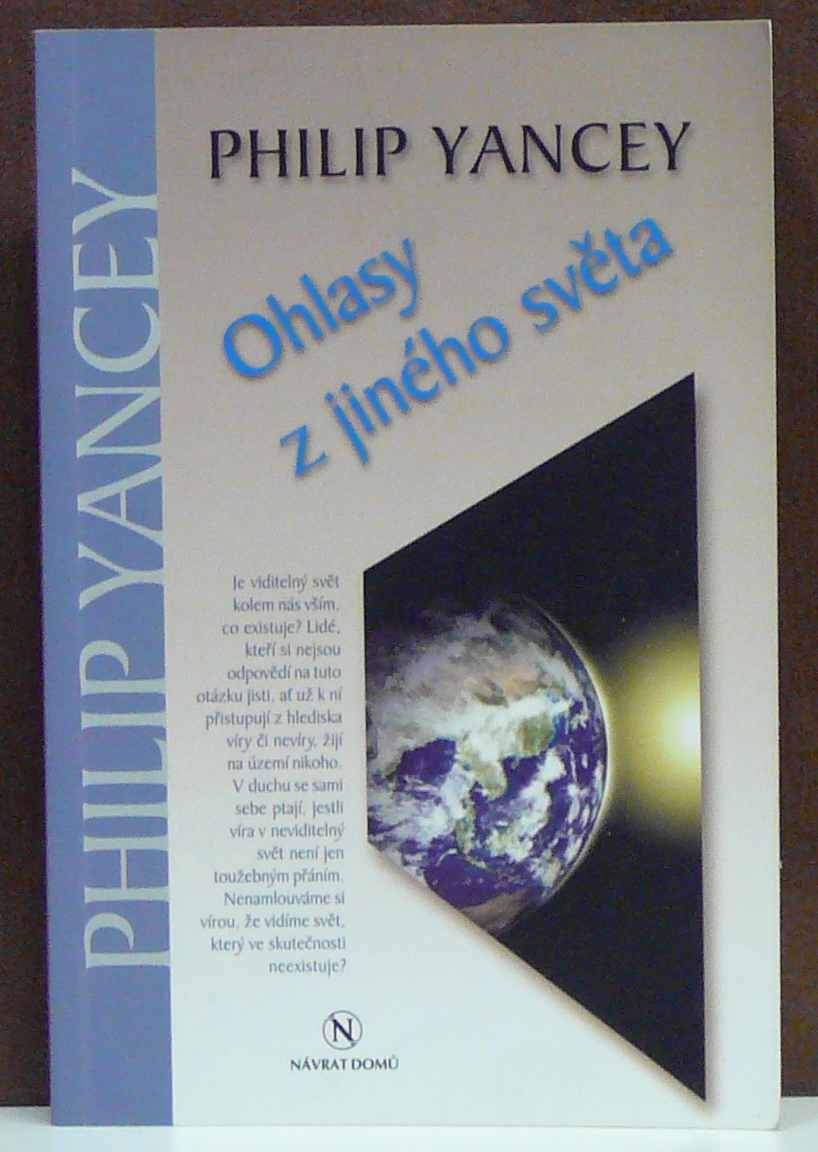 PHILIP YANCEY
PHILIP YANCEY
Ohlasy
z jiného světa
Je viditelný svět
kolem nás vším,
co existuje? Lidé,
kteří si nejsou
odpovědí na tuto
otázku jisti, ať už k ní
přistupují z hlediska
víry či nevíry, žijí
na území nikoho.
V duchu se sami
sebe ptají, jestli
víra v neviditelný
svět není jen
toužebným přáním.
Nenamlouváme si
vírou, že vidíme svět,
který ve skutečnosti
neexistuje?
N
NÁVRAT DOMŮ